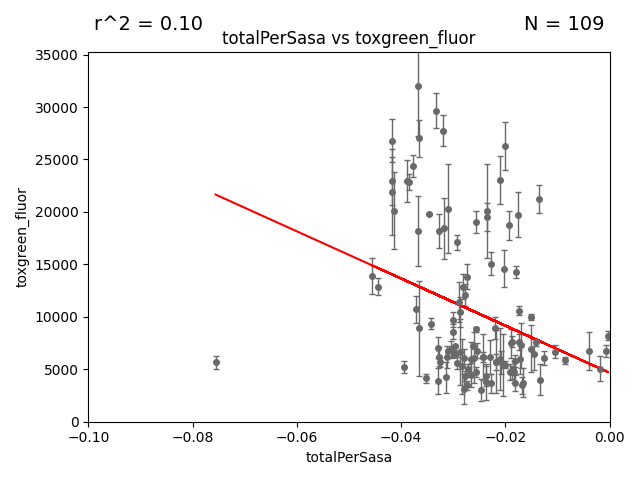 r^2 = 0.10
N = 109
totalPerSasa vs toxgreen_fluor
35000
30000
25000
20000
15000
10000
5000
0
toxgreen_fluor
−0.10
−0.08
−0.06
−0.04
−0.02
0.00
totalPerSasa